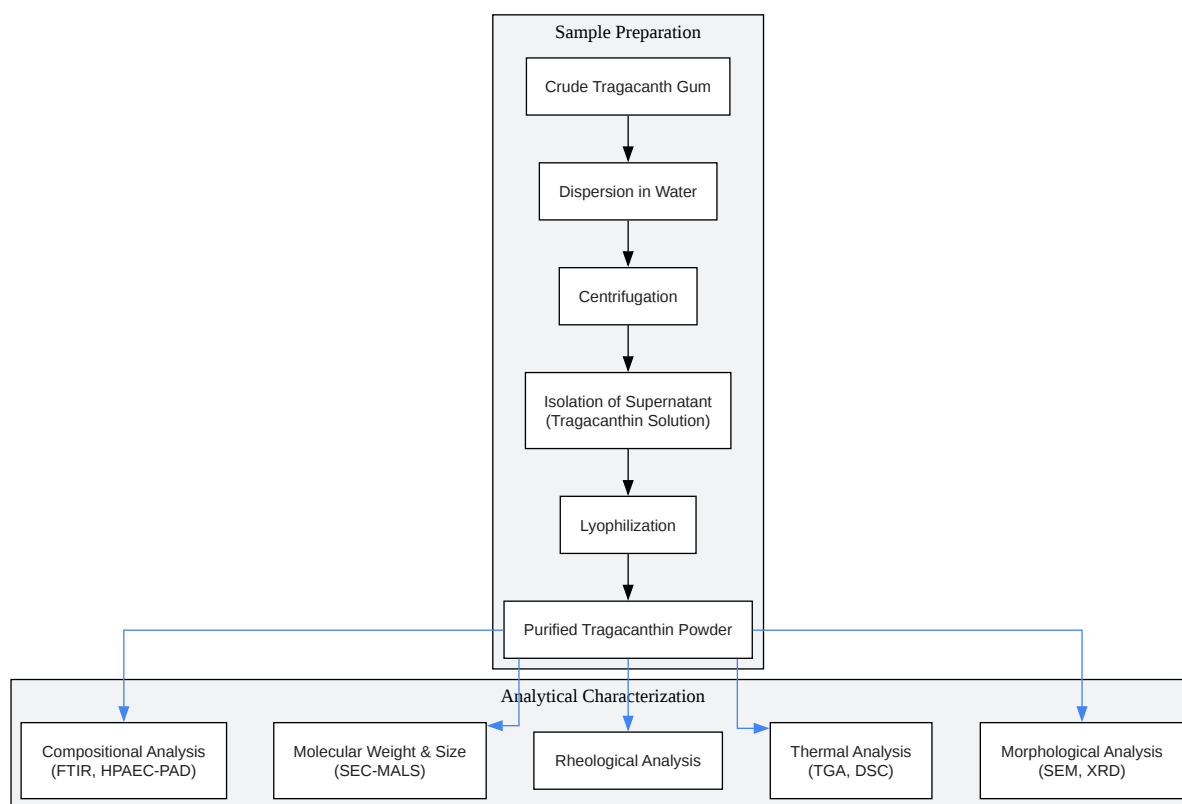 Sample Preparation
Crude Tragacanth Gum
Dispersion in Water
Centrifugation
Isolation of Supernatant
(Tragacanthin Solution)
Lyophilization
Purified Tragacanthin Powder
Analytical Characterization
Compositional Analysis
(FTIR, HPAEC-PAD)
Molecular Weight & Size
(SEC-MALS)
Rheological Analysis
Thermal Analysis
(TGA, DSC)
Morphological Analysis
(SEM, XRD)